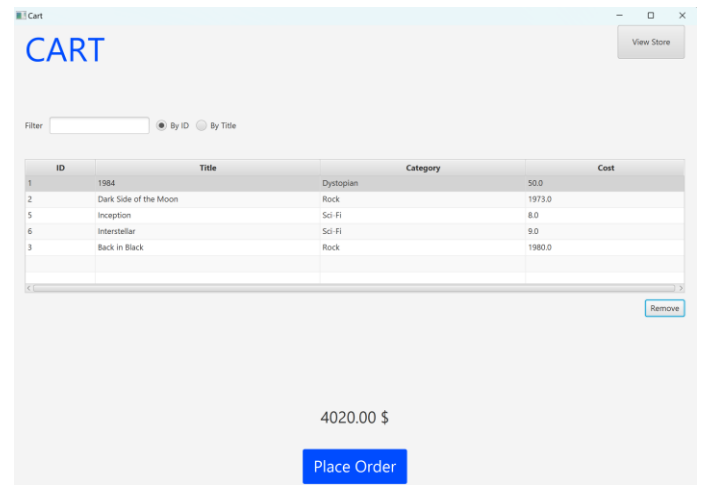 Cart
CART
View Store
Filter By ID By Title
ID Title Category Cost
1 1984 Dystopian 50.0
2 Dark Side of the Moon Rock 1973.0
5 Inception Sci-Fi 8.0
6 Interstellar Sci-Fi 9.0
3 Back in Black Rock 1980.0
Remove
4020.00 $
Place Order